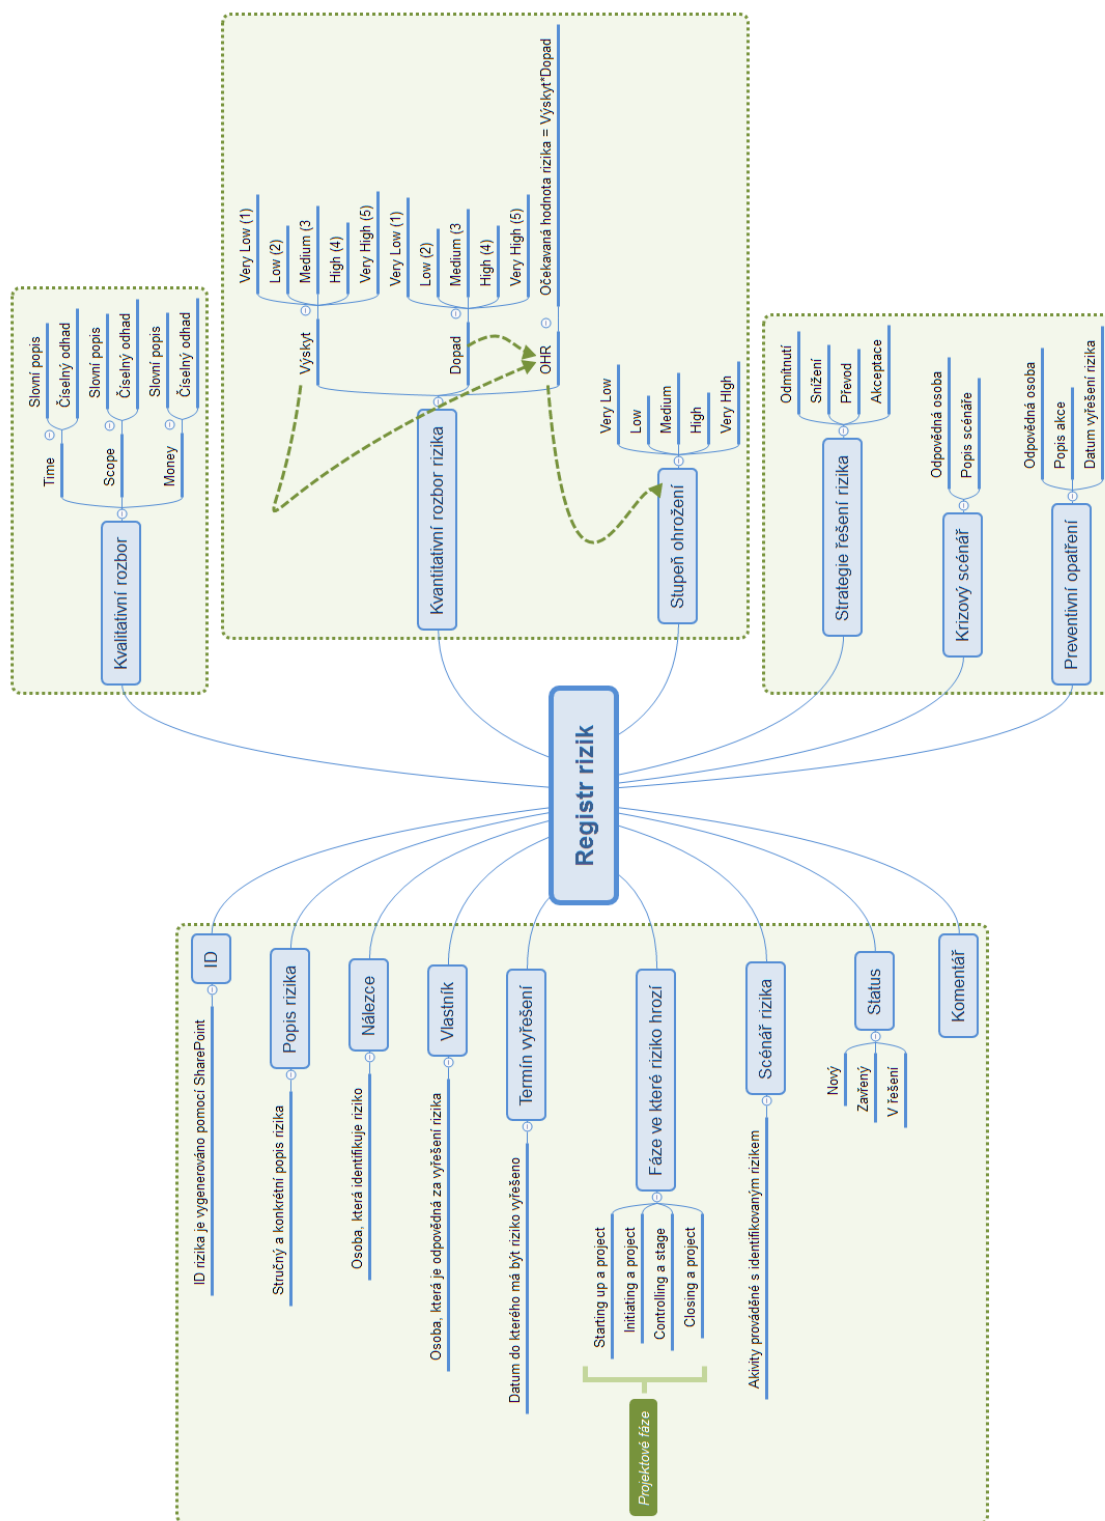 Registr rizik
ID
ID rizika je vygenerováno pomocí SharePoint
Popis rizika
Stručný a konkrétní popis rizika
Nálezce
Osoba, která identifikuje riziko
Vlastník
Osoba, která je odpovědná za vyřešení rizika
Termín vyřešení
Datum do kterého má být riziko vyřešeno
Fáze ve které riziko hrozí
Starting up a project
Initiating a project
Controlling a stage
Closing a project
Projektové fáze
Scénář rizika
Akivity prováděné s identifikovaným rizikem
Status
Nový
Zavřený
V řešení
Komentář
Kvalitativní rozbor
Time
Slovní popis
Číselný odhad
Scope
Slovní popis
Číselný odhad
Money
Slovní popis
Číselný odhad
Kvantitativní rozbor rizika
Výskyt
Very Low (1)
Low (2)
Medium (3
High (4)
Very High (5)
Dopad
Very Low (1)
Low (2)
Medium (3
High (4)
Very High (5)
OHR
Očekavaná hodnota rizika = Výskyt*Dopad
Stupeň ohrožení
Very Low
Low
Medium
High
Very HIgh
Strategie řešení rizika
Odmítnutí
Snížení
Převod
Akceptace
Krizový scénář
Odpovědná osoba
Popis scénáře
Preventivní opatření
Odpovědná osoba
Popis akce
Datum vyřešení rizika